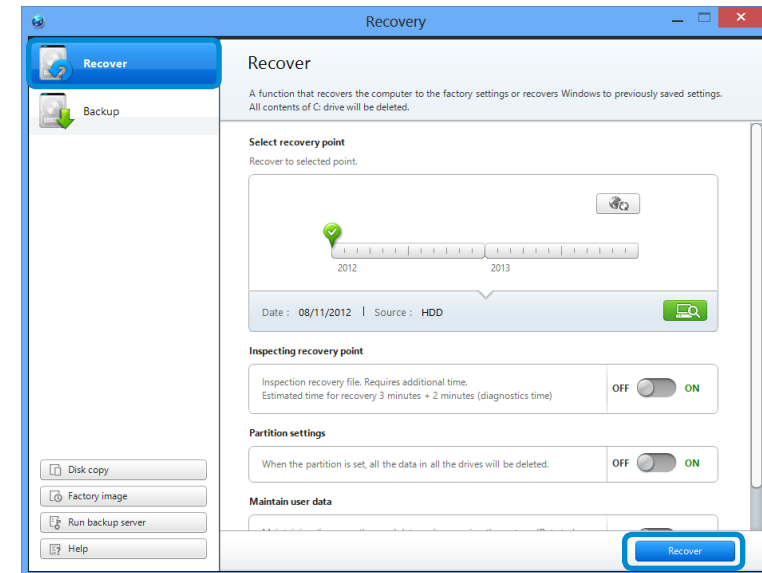 Recovery
Recover
Backup
Recover
A function that recovers the computer to the factory settings or recovers Windows to previously saved settings.
All contents of C: drive will be deleted.
Select recovery point
Recover to selected point.
2012 2013
Date : 08/11/2012 | Source : HDD
Inspecting recovery point
Inspection recovery file. Requires additional time.
Estimated time for recovery 3 minutes + 2 minutes (diagnostics time)
OFF ON
Partition settings
When the partition is set, all the data in all the drives will be deleted.
OFF ON
Maintain user data
Disk copy
Factory image
Run backup server
Help
Recover